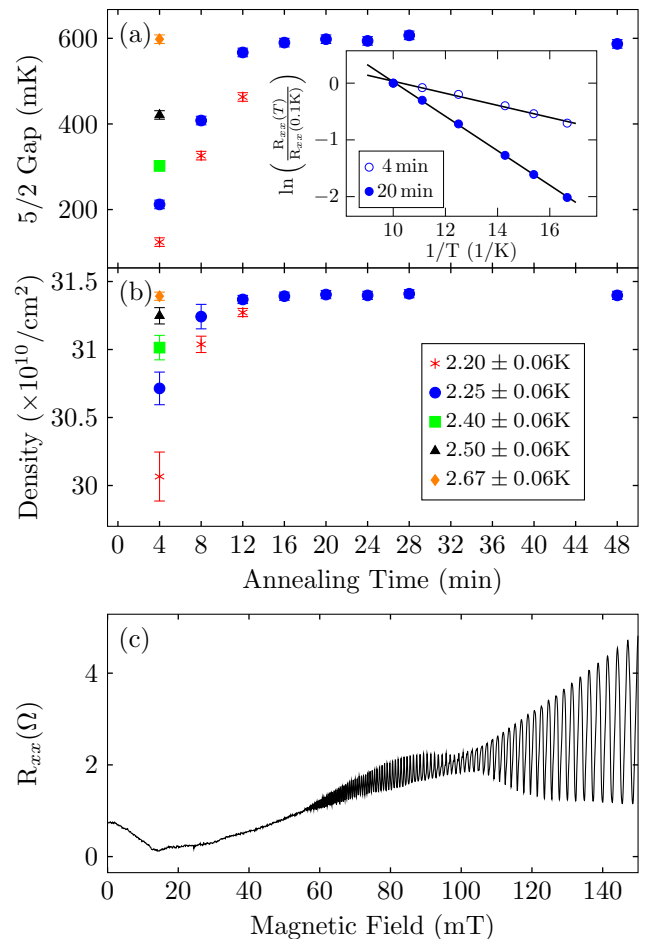 (a)
5/2 Gap (mK)
600
400
200
ln(R_xx(T)/R_xx(0.1K))
0
−1
−2
4 min
20 min
10 12 14 16
1/T (1/K)
(b)
Density (×10^10/cm^2)
31.5
31
30.5
30
2.20 ± 0.06K
2.25 ± 0.06K
2.40 ± 0.06K
2.50 ± 0.06K
2.67 ± 0.06K
0 4 8 12 16 20 24 28 32 36 40 44 48
Annealing Time (min)
(c)
R_xx(Ω)
4
2
0
0 20 40 60 80 100 120 140
Magnetic Field (mT)